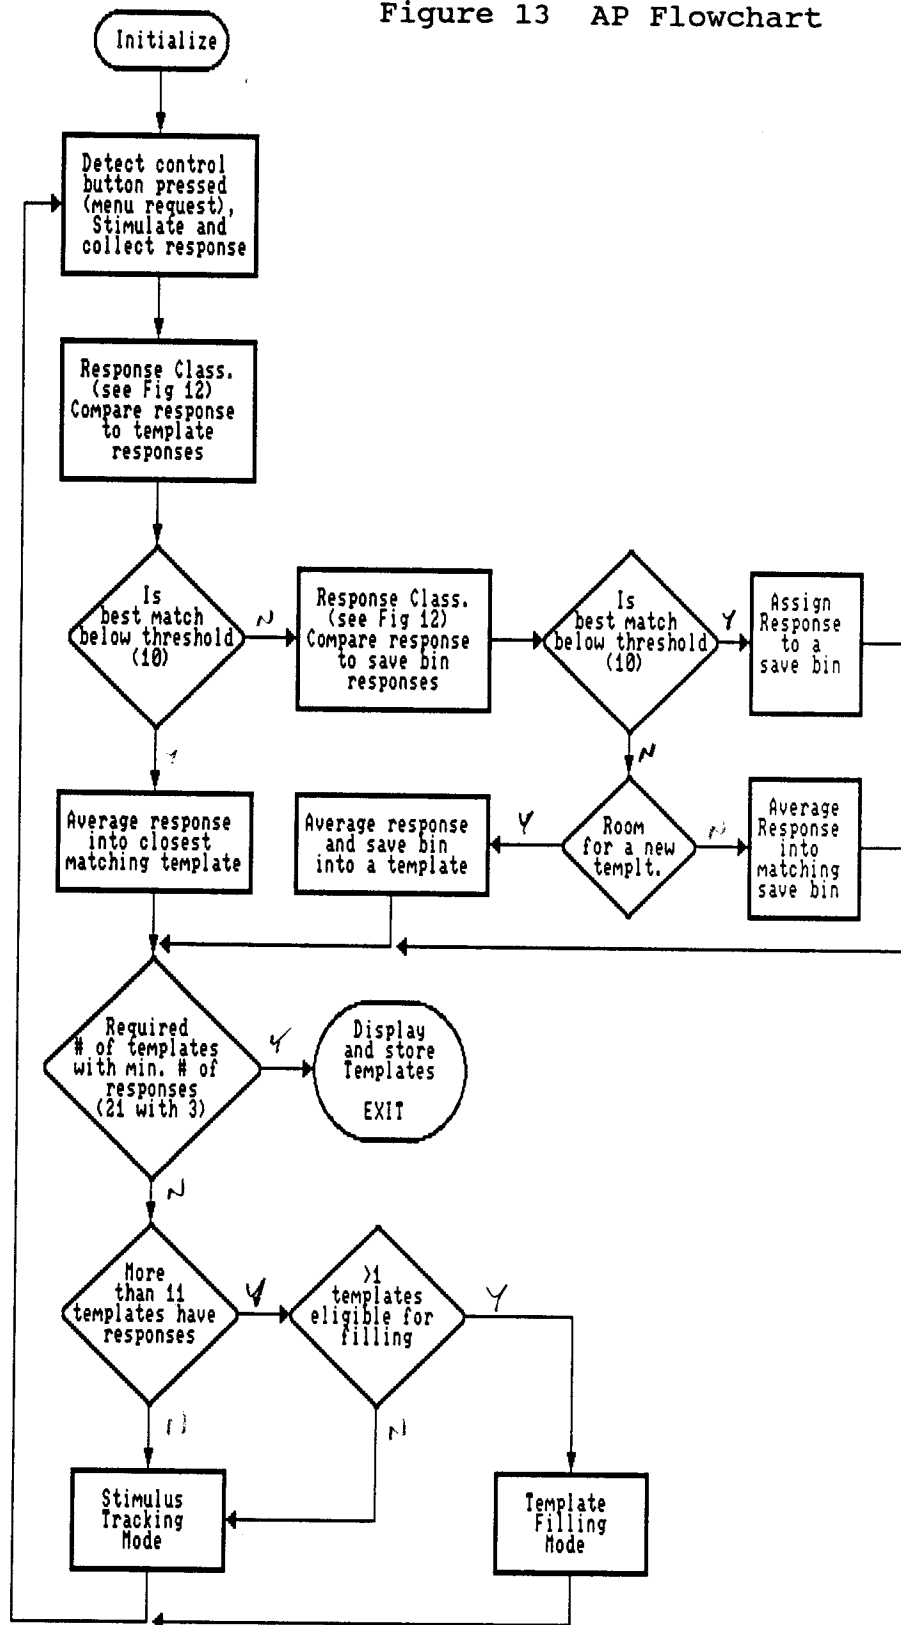 Figure 13 AP Flowchart
Initialize
Detect control
button pressed
(menu request),
Stimulate and
collect response
Response Class.
(see Fig 12)
Compare response
to template
responses
Is
best match
below threshold
(10)
N
Y
Response Class.
(see Fig 12)
Compare response
to save bin
responses
Is
best match
below threshold
(10)
Y
N
Assign
Response
to a
save bin
Average response
into closest
matching template
Average response
and save bin
into a template
Y
Room
for a new
templt.
N
Average
Response
into
matching
save bin
Required
# of templates
with min. # of
responses
(21 with 3)
Y
N
Display
and store
Templates
EXIT
More
than 11
templates have
responses
Y
N
>1
templates
eligible for
filling
Y
N
Stimulus
Tracking
Mode
Template
Filling
Mode